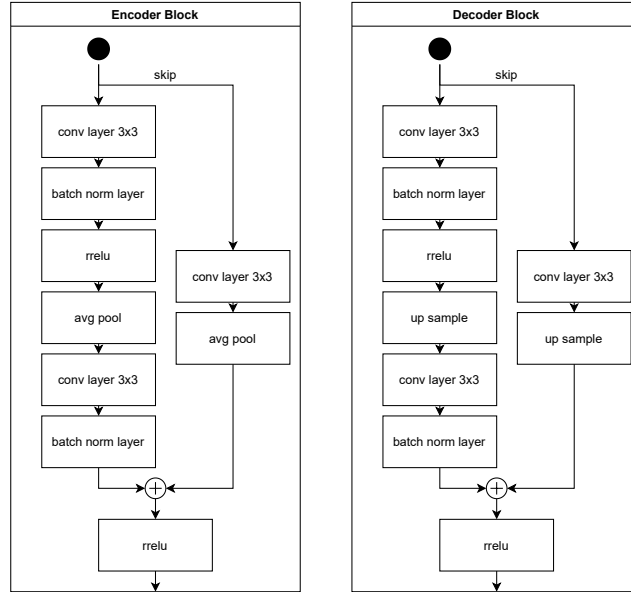 Encoder Block
skip
conv layer 3x3
batch norm layer
rrelu
avg pool
conv layer 3x3
batch norm layer
conv layer 3x3
avg pool
rrelu
Decoder Block
skip
conv layer 3x3
batch norm layer
rrelu
up sample
conv layer 3x3
batch norm layer
conv layer 3x3
up sample
rrelu